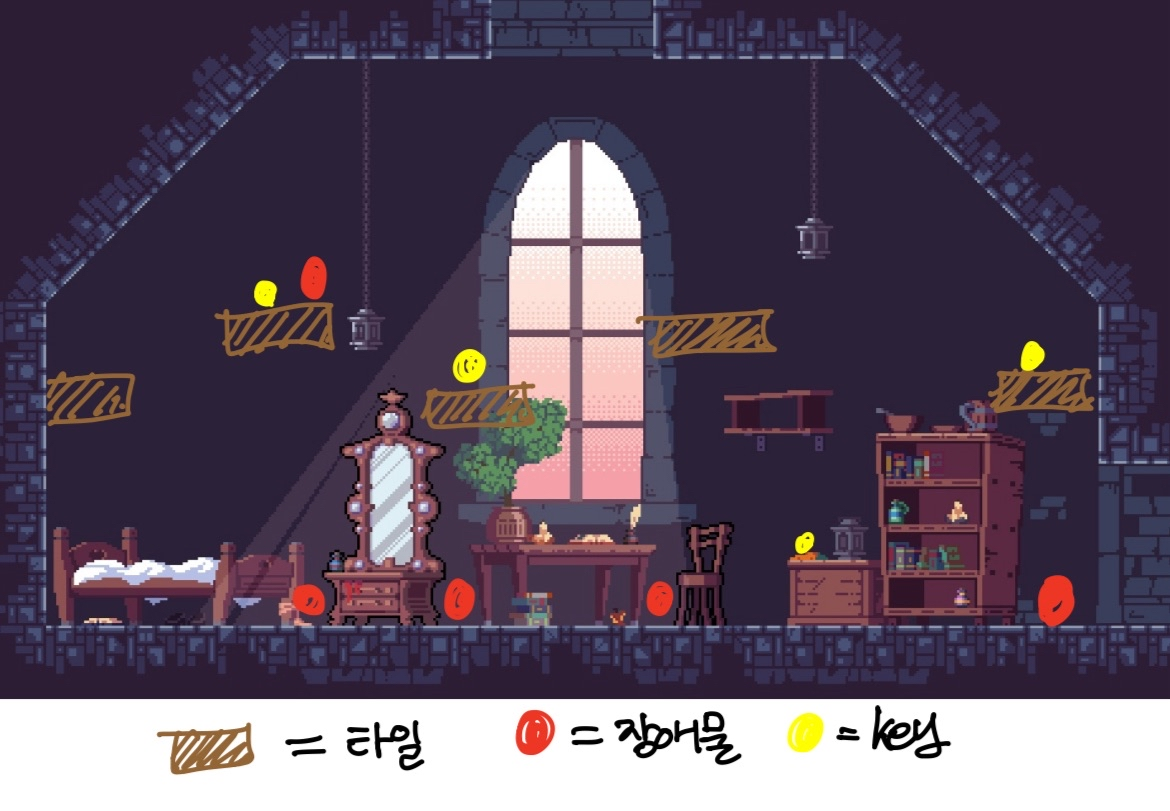 = 타일 = 장애물 = key